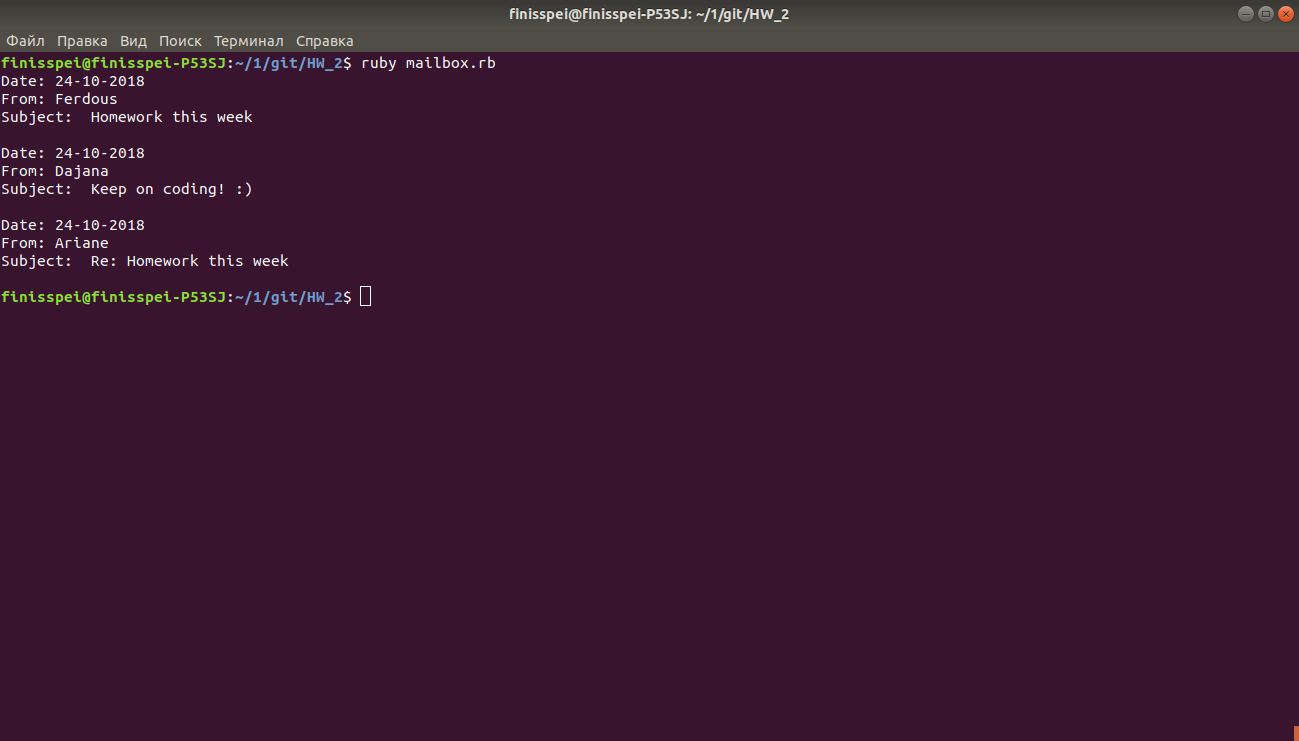 finisspei@finisspei-P53SJ: ~/1/git/HW_2
Файл Правка Вид Поиск Терминал Справка
finisspei@finisspei-P53SJ:~/1/git/HW_2$ ruby mailbox.rb
Date: 24-10-2018
From: Ferdous
Subject:  Homework this week
Date: 24-10-2018
From: Dajana
Subject:  Keep on coding! :)
Date: 24-10-2018
From: Ariane
Subject:  Re: Homework this week
finisspei@finisspei-P53SJ:~/1/git/HW_2$